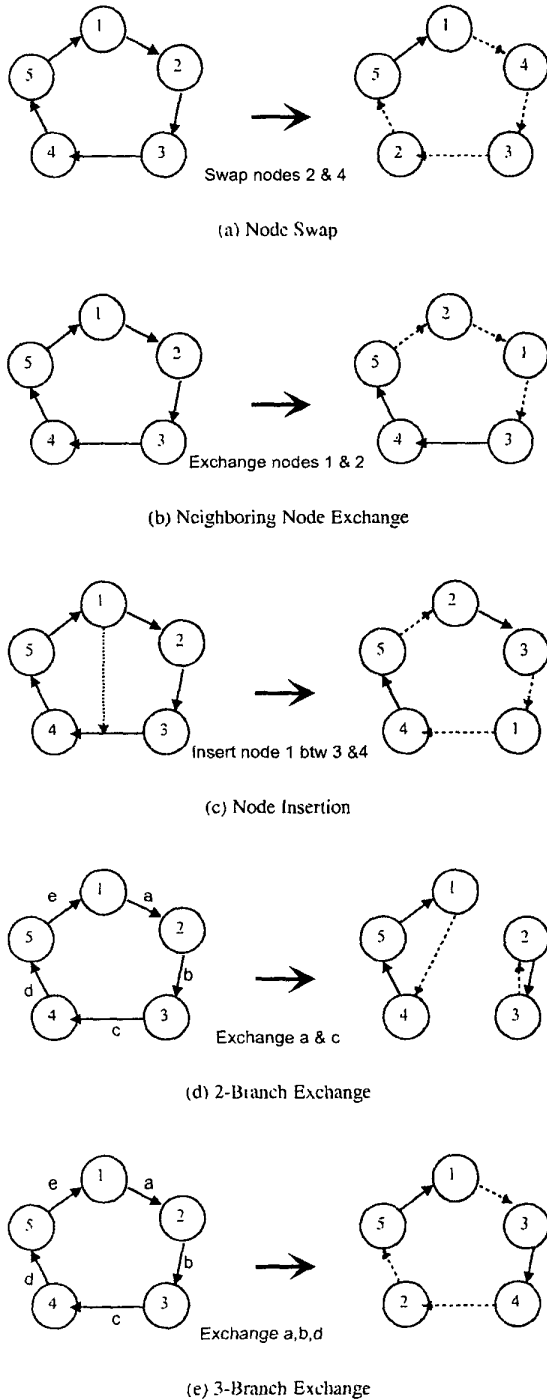 1
1
5
2
5
4
4
3
2
3
Swap nodes 2 & 4
(a) Node Swap
1
2
5
2
5
1
4
3
4
3
Exchange nodes 1 & 2
(b) Neighboring Node Exchange
1
2
5
2
5
3
4
3
4
1
Insert node 1 btw 3 &4
(c) Node Insertion
e
1
a
1
5
2
5
2
d
b
4
c
3
4
3
Exchange a & c
(d) 2-Branch Exchange
e
1
a
1
5
2
5
3
d
b
4
c
3
2
4
Exchange a,b,d
(e) 3-Branch Exchange